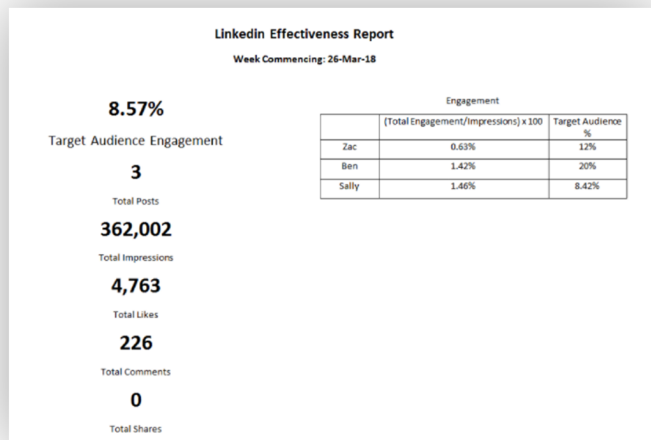 Linkedin Effectiveness Report
Week Commencing: 26-Mar-18
8.57%
Target Audience Engagement
3
Total Posts
362,002
Total Impressions
4,763
Total Likes
226
Total Comments
0
Total Shares
Engagement
(Total Engagement/Impressions) x 100 Target Audience
%
Zac 0.63% 12%
Ben 1.42% 20%
Sally 1.46% 8.42%